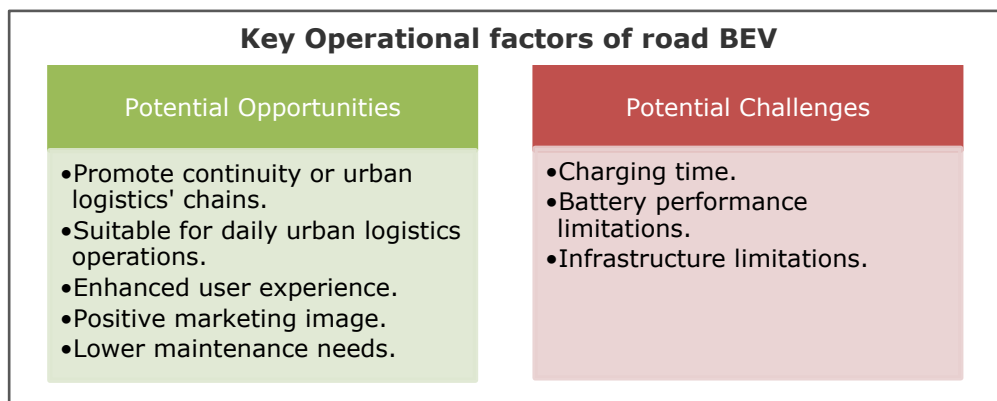 Key Operational factors of road BEV
Potential Opportunities
•Promote continuity or urban
logistics' chains.
•Suitable for daily urban logistics
operations.
•Enhanced user experience.
•Positive marketing image.
•Lower maintenance needs.
Potential Challenges
•Charging time.
•Battery performance
limitations.
•Infrastructure limitations.